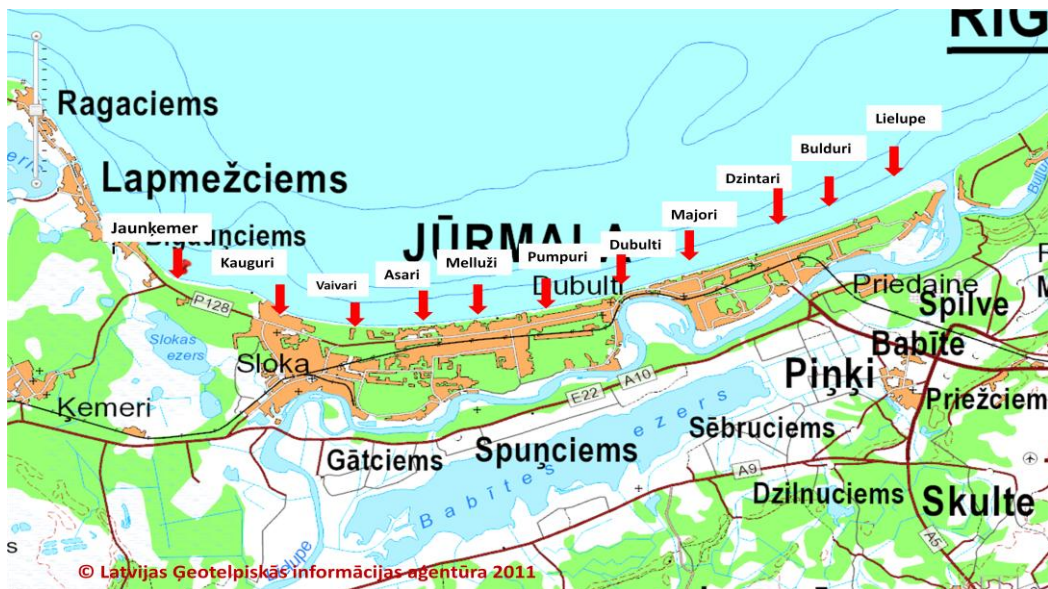 RIG
Ragaciems
Lielupe
Bulduri
Lapmežciems
Dzintari
Jaunķemer
Majori
JŪRMALA
Dubulti
Kauguri
Pumpuri
Melluži
Asari
Vaivari
Dubulti
Priedaine
P128
Spilve
Slokas
ezers
Babīte
Sloka
Piņķi
E22
A10
Priežciem
Ķemeri
Sēbruciems
Spuņciems
Gātciems
Babītes ezers
A9
Dzilnuciems
Skulte
A5
© Latvijas Ģeotelpiskās informācijas aģentūra 2011